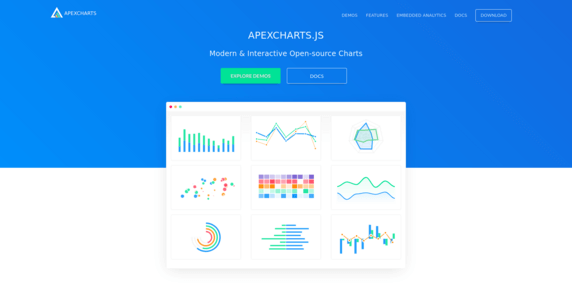 APEXCHARTS
DEMOS FEATURES EMBEDDED ANALYTICS DOCS DOWNLOAD
APEXCHARTS.JS
Modern & Interactive Open-source Charts
EXPLORE DEMOS DOCS